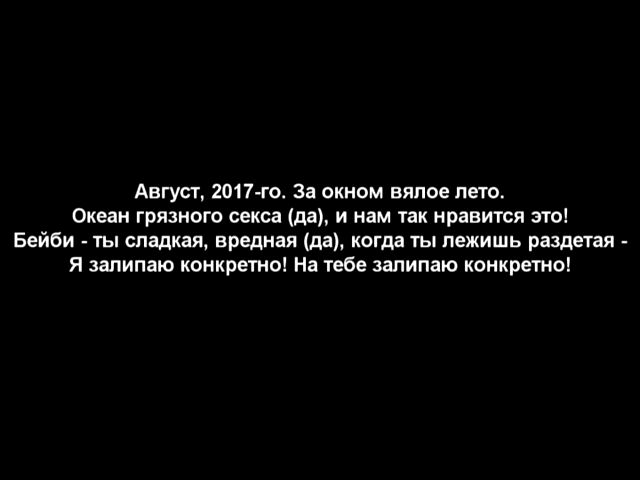 Август, 2017-го. За окном вялое лето.
Океан грязного секса (да), и нам так нравится это!
Бейби - ты сладкая, вредная (да), когда ты лежишь раздетая -
Я залипаю конкретно! На тебе залипаю конкретно!